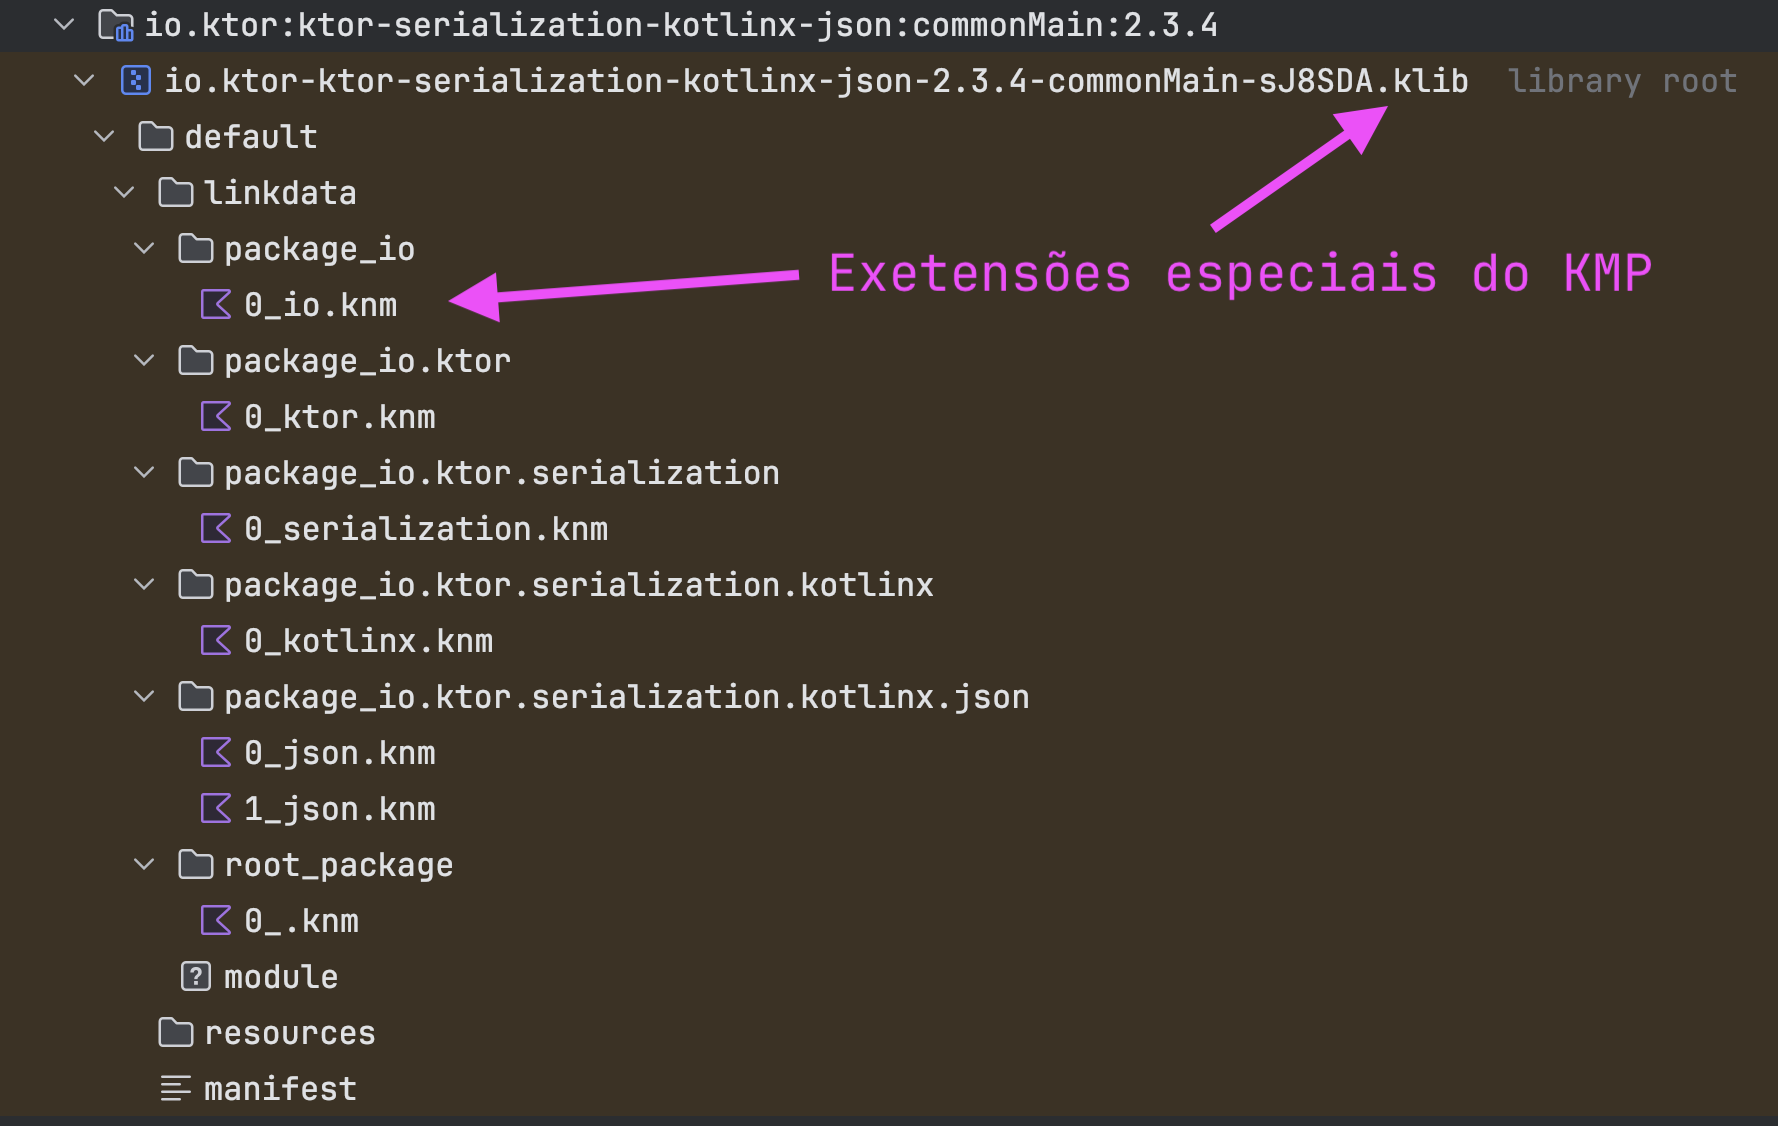 io.ktor:ktor-serialization-kotlinx-json:commonMain:2.3.4
io.ktor-ktor-serialization-kotlinx-json-2.3.4-commonMain-sJ8SDA.klib library root
default
linkdata
package_io
Exetensões especiais do KMP
0_io.knm
package_io.ktor
0_ktor.knm
package_io.ktor.serialization
0_serialization.knm
package_io.ktor.serialization.kotlinx
0_kotlinx.knm
package_io.ktor.serialization.kotlinx.json
0_json.knm
1_json.knm
root_package
0_.knm
module
resources
manifest